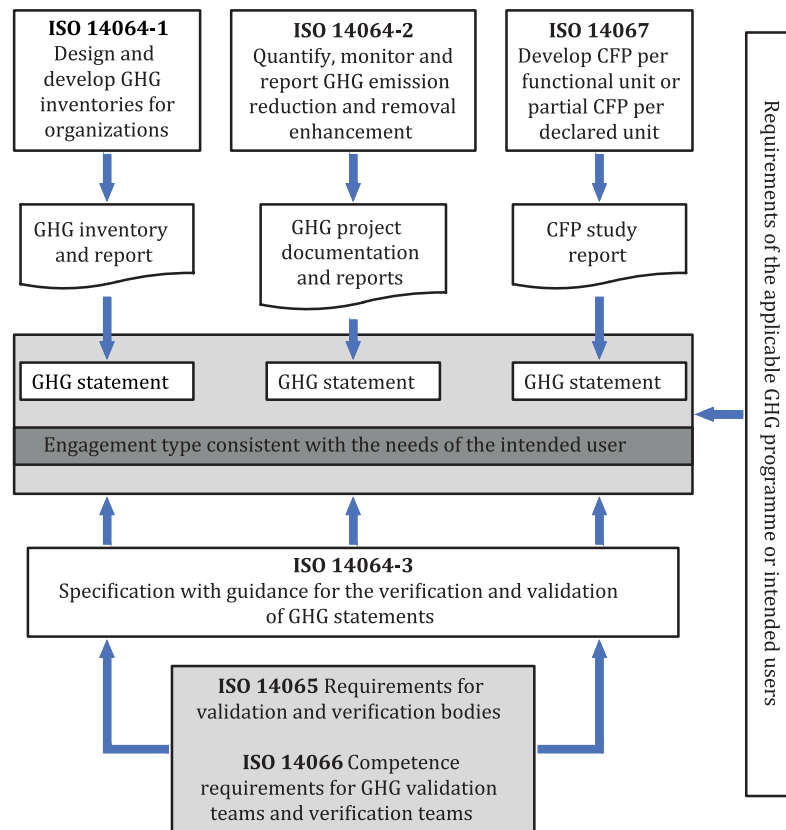 ISO 14064-1
Design and
develop GHG
inventories for
organizations
ISO 14064-2
Quantify, monitor and
report GHG emission
reduction and removal
enhancement
ISO 14067
Develop CFP per
functional unit or
partial CFP per
declared unit
GHG inventory
and report
GHG project
documentation
and reports
CFP study
report
GHG statement
GHG statement
GHG statement
Engagement type consistent with the needs of the intended user
ISO 14064-3
Specification with guidance for the verification and validation
of GHG statements
ISO 14065 Requirements for
validation and verification bodies
ISO 14066 Competence
requirements for GHG validation
teams and verification teams
Requirements of the applicable GHG programme or intended users